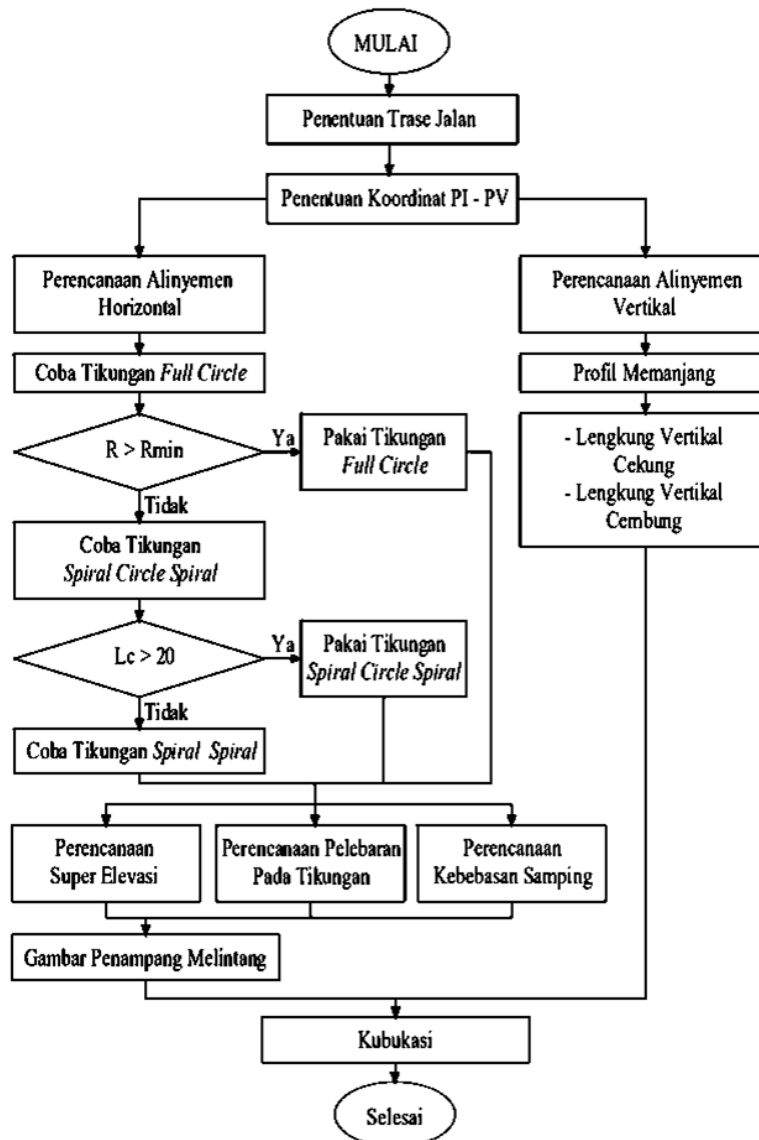 MULAI
Penentuan Trase Jalan
Penentuan Koordinat PI - PV
Perencanaan Alinyemen
Horizontal
Coba Tikungan Full Circle
R > Rmin
Ya
Pakai Tikungan
Full Circle
Tidak
Coba Tikungan
Spiral Circle Spiral
Lc > 20
Ya
Pakai Tikungan
Spiral Circle Spiral
Tidak
Coba Tikungan Spiral Spiral
Perencanaan
Super Elevasi
Perencanaan Pelebaran
Pada Tikungan
Perencanaan
Kebebasan Samping
Gambar Penampang Melintang
Perencanaan Alinyemen
Vertikal
Profil Memanjang
- Lengkung Vertikal
Cekung
- Lengkung Vertikal
Cembung
Kubukasi
Selesai